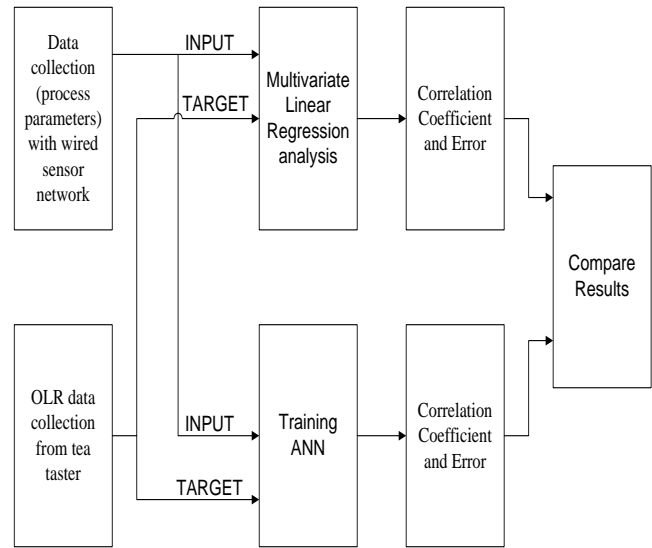 Data
collection
(process
parameters)
with wired
sensor
network
INPUT
TARGET
Multivariate
Linear
Regression
analysis
Correlation
Coefficient
and Error
Compare
Results
OLR data
collection
from tea
taster
INPUT
TARGET
Training
ANN
Correlation
Coefficient
and Error